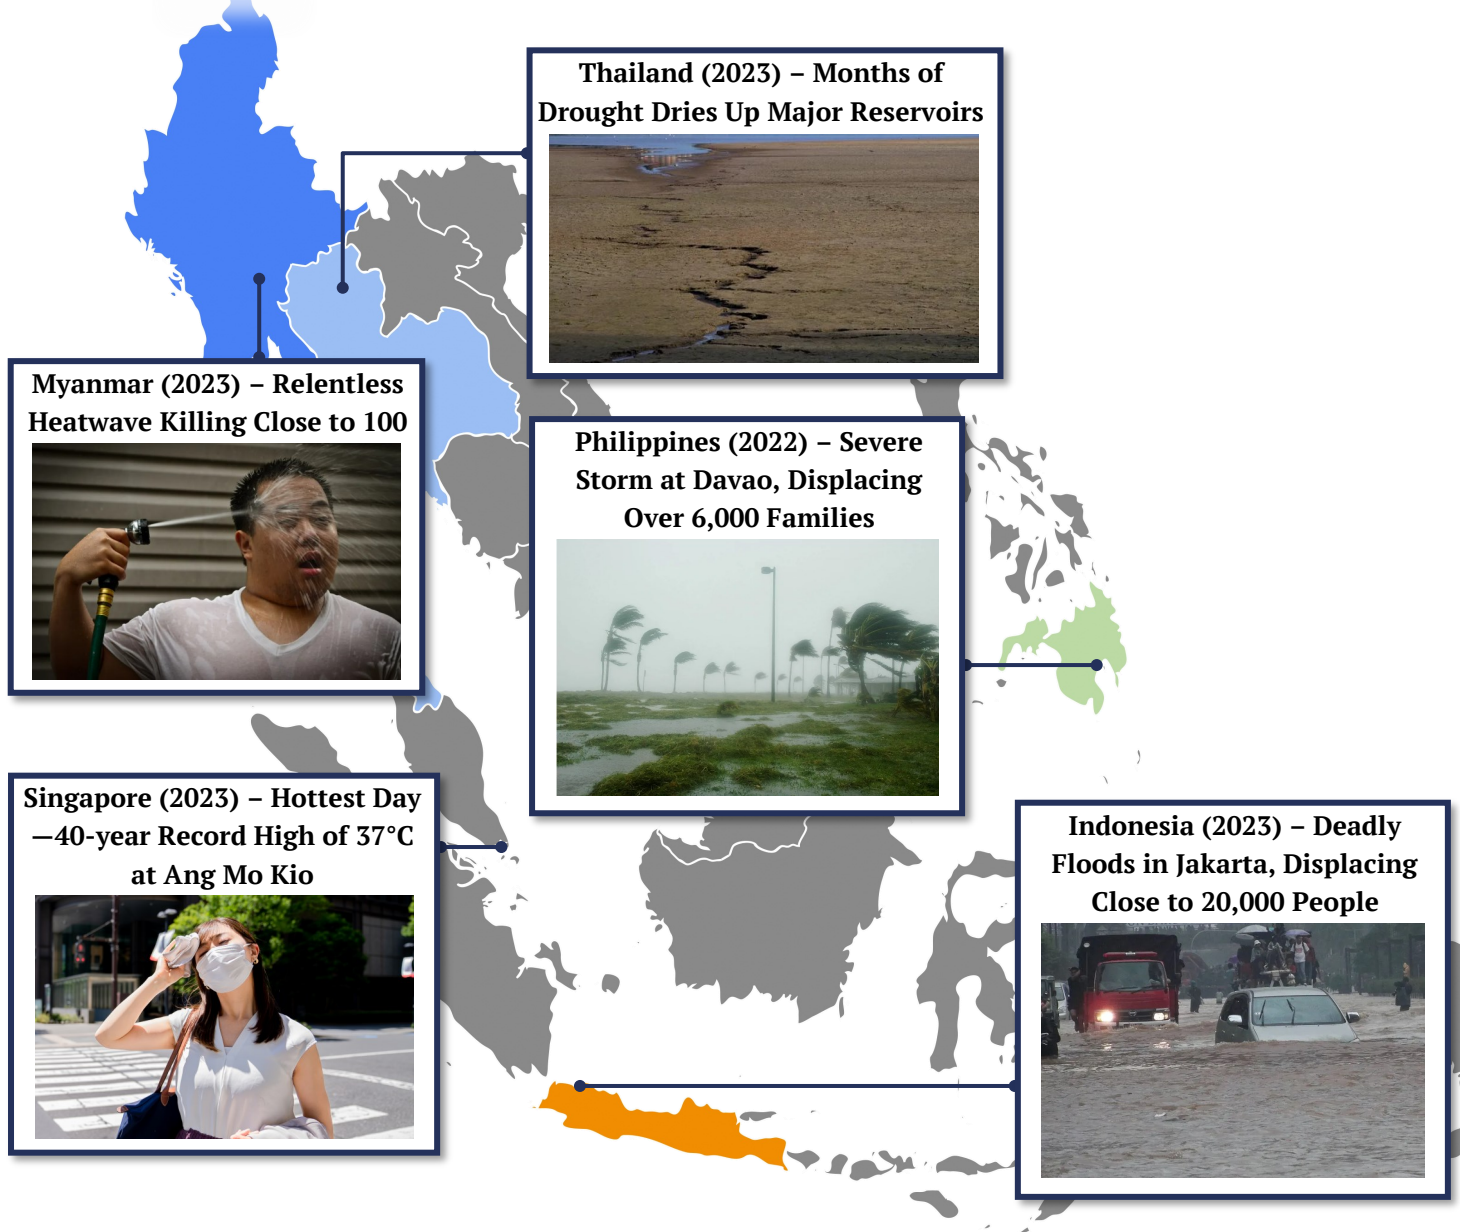 Thailand (2023) – Months of
Drought Dries Up Major Reservoirs
Myanmar (2023) – Relentless
Heatwave Killing Close to 100
Philippines (2022) – Severe
Storm at Davao, Displacing
Over 6,000 Families
Singapore (2023) – Hottest Day
—40-year Record High of 37°C
at Ang Mo Kio
Indonesia (2023) – Deadly
Floods in Jakarta, Displacing
Close to 20,000 People